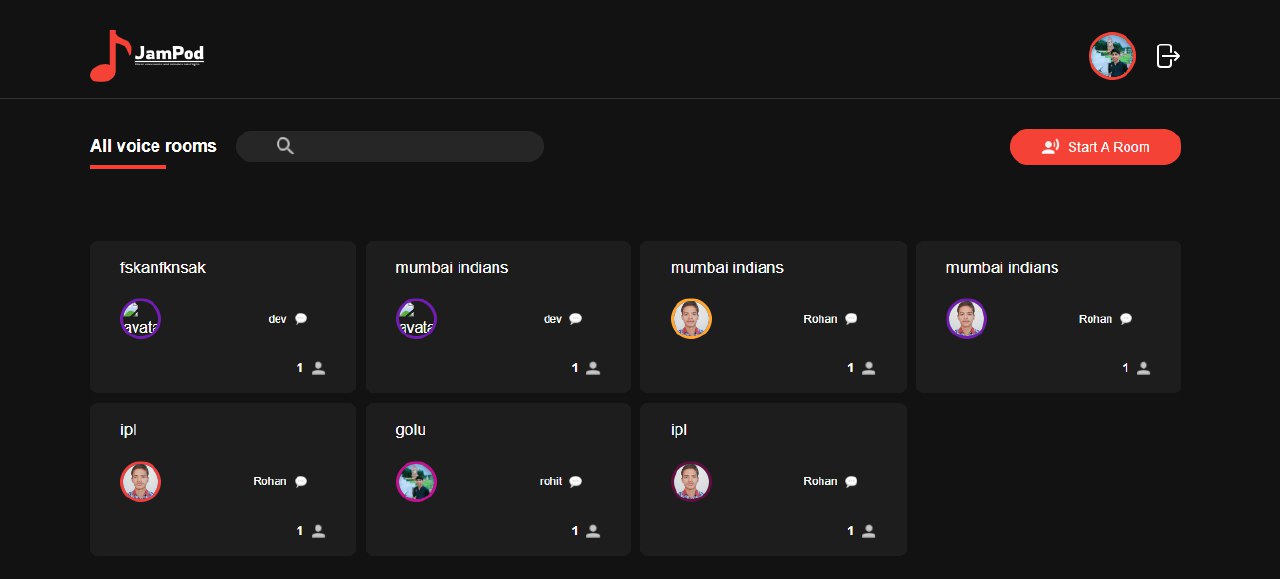 JamPod
All voice rooms
Start A Room
fskanfknsak
avata
dev
1
mumbai indians
avata
dev
1
mumbai indians
Rohan
1
mumbai indians
Rohan
1
ipl
Rohan
1
golu
rohit
1
ipl
Rohan
1